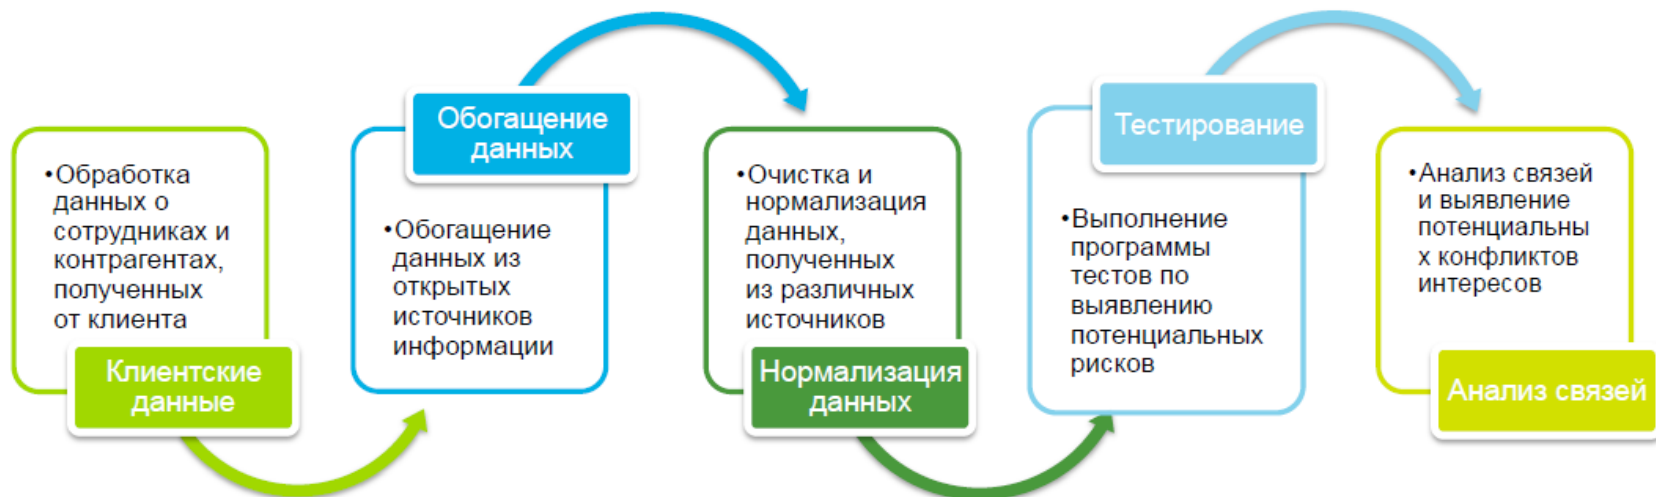 •Обработка
данных о
сотрудниках и
контрагентах,
полученных
от клиента
Клиентские
данные
Обогащение
данных
•Обогащение
данных из
открытых
источников
информации
•Очистка и
нормализация
данных,
полученных
из различных
источников
Нормализация
данных
Тестирование
•Выполнение
программы
тестов по
выявлению
потенциальных
рисков
•Анализ связей
и выявление
потенциальны
х конфликтов
интересов
Анализ связей